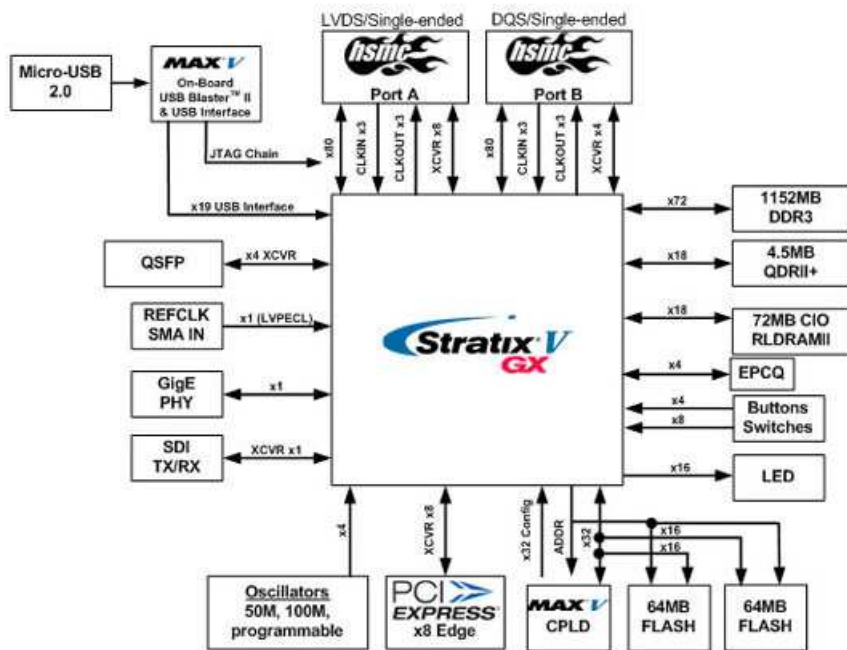 LVDS/Single-ended
DQS/Single-ended
hsmc
Port A
hsmc
Port B
Micro-USB
2.0
MAX V
On-Board
USB Blaster™ II
& USB Interface
JTAG Chain
x19 USB Interface
x80
CLKIN x3
CLKOUT x3
XCVR x8
x80
CLKIN x3
CLKOUT x3
XCVR x4
QSFP
x4 XCVR
REFCLK
SMA IN
x1 (LVPECL)
GigE
PHY
x1
SDI
TX/RX
XCVR x1
Stratix® V
GX
x72
1152MB
DDR3
x18
4.5MB
QDRII+
x18
72MB CIO
RLDRAMII
x4
EPCQ
x4
x8
Buttons
Switches
x16
LED
x4
XCVR x8
x32 Config
ADDR
x32
x16
x16
Oscillators
50M, 100M,
programmable
PCI
EXPRESS®
x8 Edge
MAX V
CPLD
64MB
FLASH
64MB
FLASH